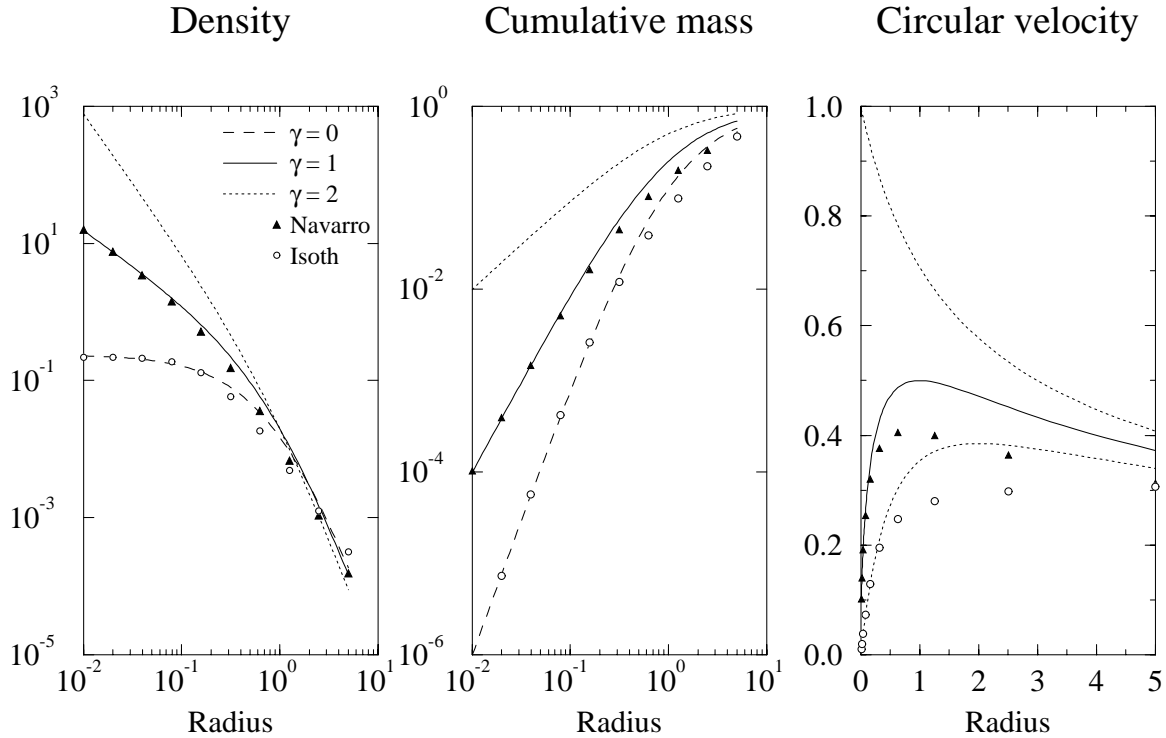 Density Cumulative mass Circular velocity
10^3
10^1
10^-1
10^-3
10^-5
10^-2 10^-1 10^0 10^1
Radius
γ = 0
γ = 1
γ = 2
Navarro
Isoth
10^0
10^-2
10^-4
10^-6
10^-2 10^-1 10^0 10^1
Radius
1.0
0.8
0.6
0.4
0.2
0.0
0 1 2 3 4 5
Radius